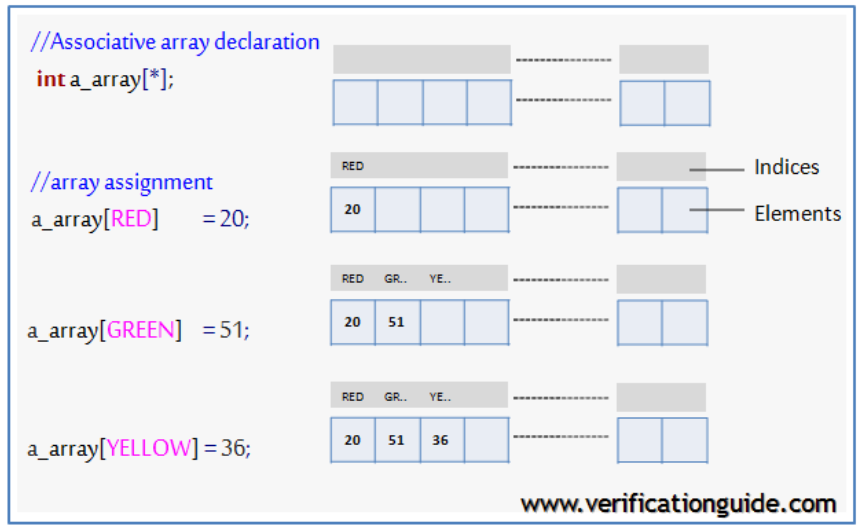 //Associative array declaration
int a_array[*];
RED
//array assignment
a_array[RED] = 20;
20
Indices
Elements
RED GR.. YE..
a_array[GREEN] = 51;
20 51
RED GR.. YE..
a_array[YELLOW] = 36;
20 51 36
www.verificationguide.com